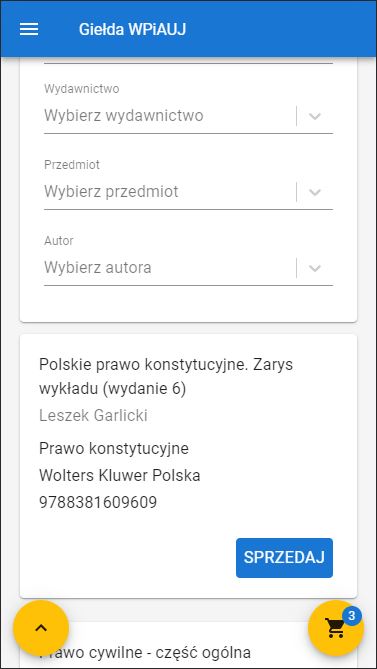 Giełda WPiAUJ
Wydawnictwo
Wybierz wydawnictwo
Przedmiot
Wybierz przedmiot
Autor
Wybierz autora
Polskie prawo konstytucyjne. Zarys
wykładu (wydanie 6)
Leszek Garlicki
Prawo konstytucyjne
Wolters Kluwer Polska
9788381609609
SPRZEDAJ
3
Prawo cywilne - część ogólna